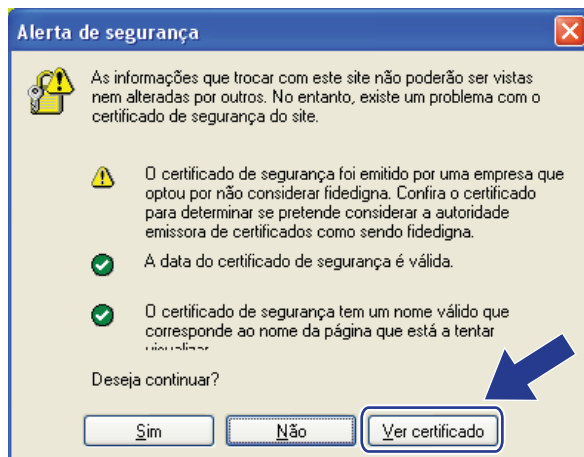 Alerta de segurança
As informações que trocar com este site não poderão ser vistas
nem alteradas por outros. No entanto, existe um problema com o
certificado de segurança do site.
O certificado de segurança foi emitido por uma empresa que
optou por não considerar fidedigna. Confira o certificado
para determinar se pretende considerar a autoridade
emissora de certificados como sendo fidedigna.
A data do certificado de segurança é válida.
O certificado de segurança tem um nome válido que
corresponde ao nome da página que está a tentar
visualizar
Deseja continuar?
Sim
Não
Ver certificado